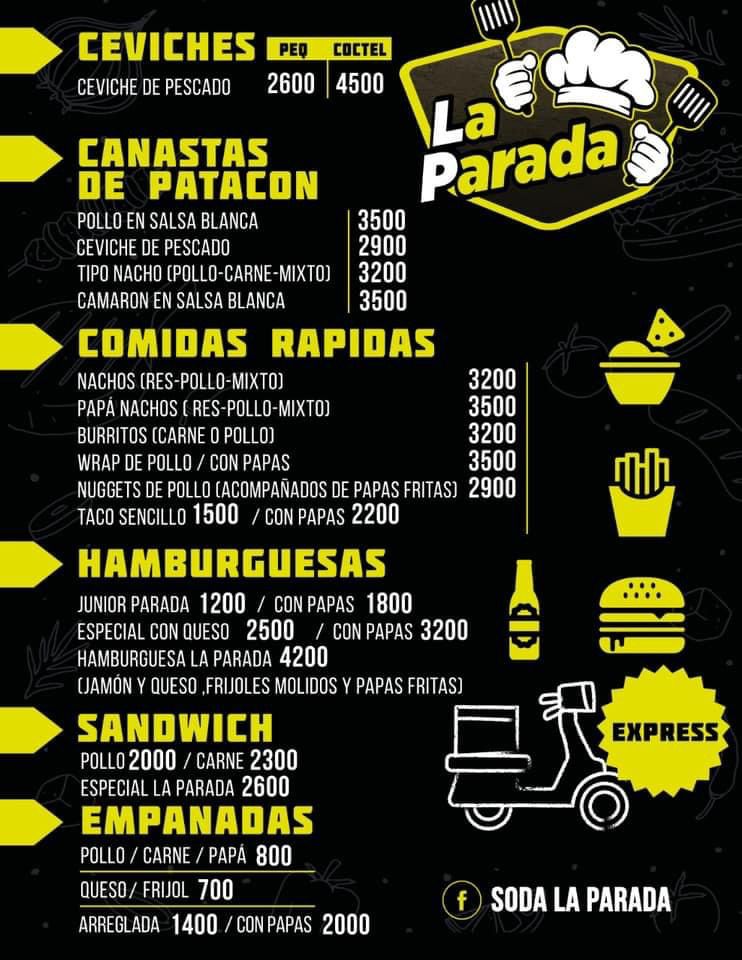 La
Parada
CEVICHES PEQ COCTEL
CEVICHE DE PESCADO 2600 4500
CANASTAS
DE PATACON
POLLO EN SALSA BLANCA 3500
CEVICHE DE PESCADO 2900
TIPO NACHO (POLLO-CARNE-MIXTO) 3200
CAMARON EN SALSA BLANCA 3500
COMIDAS RAPIDAS
NACHOS (RES-POLLO-MIXTO) 3200
PAPÁ NACHOS ( RES-POLLO-MIXTO) 3500
BURRITOS (CARNE O POLLO) 3200
WRAP DE POLLO / CON PAPAS 3500
NUGGETS DE POLLO (ACOMPAÑADOS DE PAPAS FRITAS) 2900
TACO SENCILLO 1500 / CON PAPAS 2200
HAMBURGUESAS
JUNIOR PARADA 1200 / CON PAPAS 1800
ESPECIAL CON QUESO 2500 / CON PAPAS 3200
HAMBURGUESA LA PARADA 4200
(JAMÓN Y QUESO ,FRIJOLES MOLIDOS Y PAPAS FRITAS)
SANDWICH
POLLO 2000 / CARNE 2300
ESPECIAL LA PARADA 2600
EMPANADAS
POLLO / CARNE / PAPÁ 800
QUESO/ FRIJOL 700
ARREGLADA 1400 / CON PAPAS 2000
EXPRESS
f SODA LA PARADA